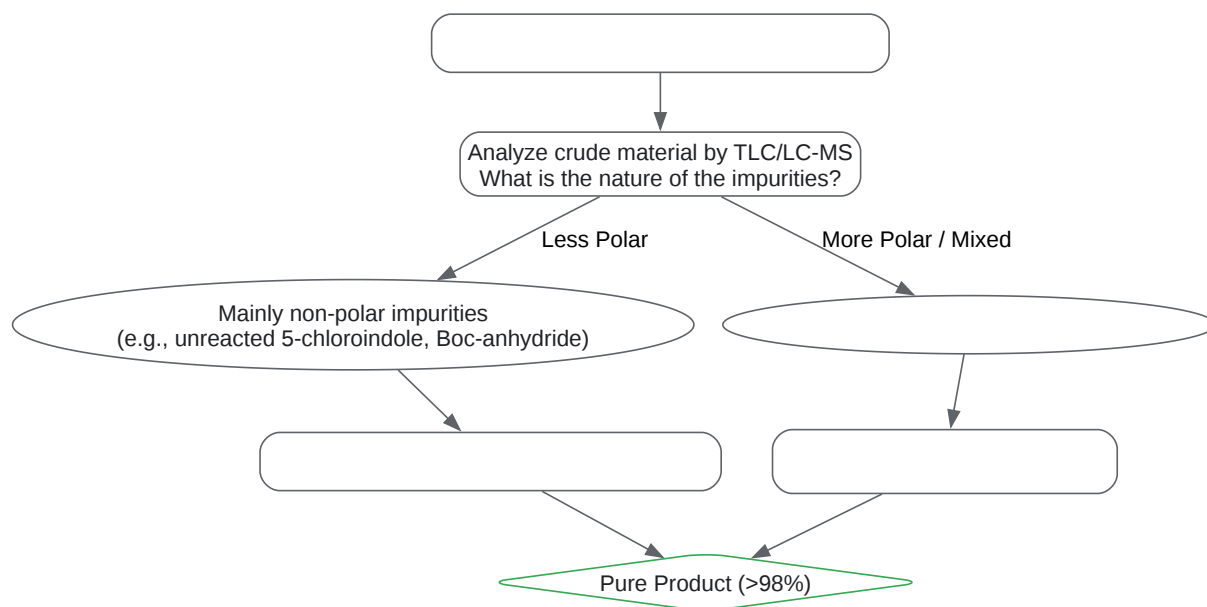 Analyze crude material by TLC/LC-MS
What is the nature of the impurities?
Less Polar
More Polar / Mixed
Mainly non-polar impurities
(e.g., unreacted 5-chloroindole, Boc-anhydride)
Pure Product (>98%)